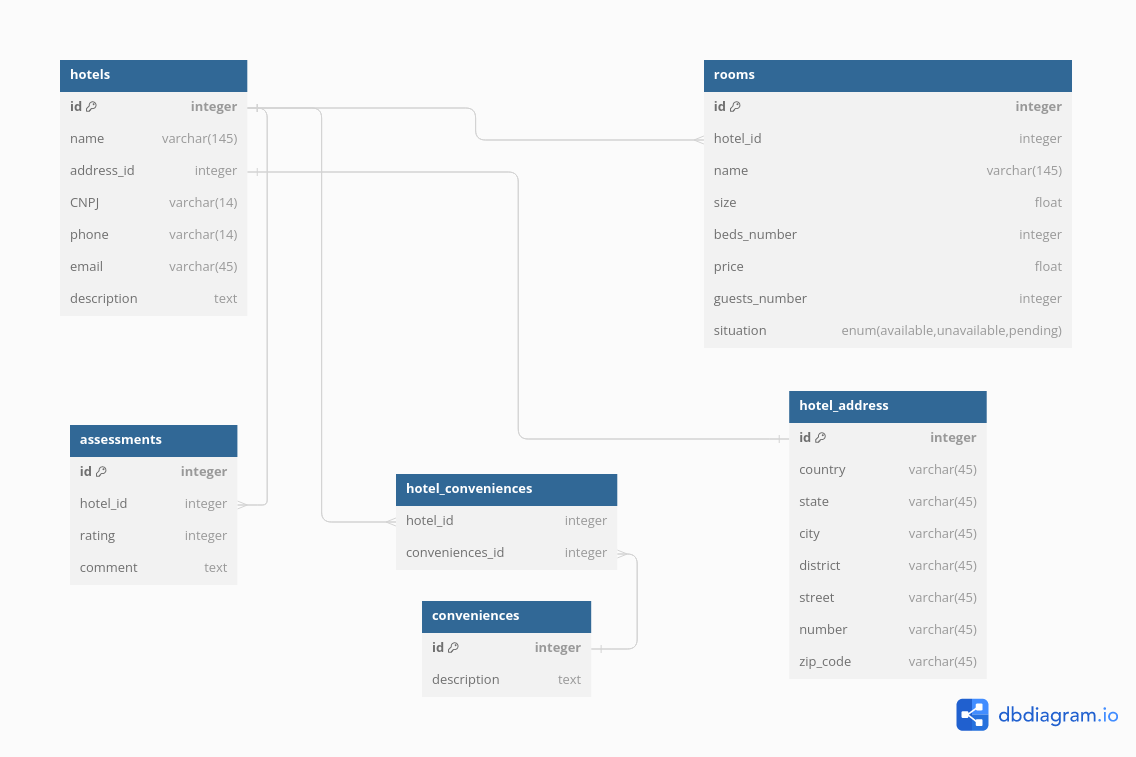 hotels
id integer
name varchar(145)
address_id integer
CNPJ varchar(14)
phone varchar(14)
email varchar(45)
description text
rooms
id integer
hotel_id integer
name varchar(145)
size float
beds_number integer
price float
guests_number integer
situation enum(available,unavailable,pending)
hotel_address
id integer
country varchar(45)
state varchar(45)
city varchar(45)
district varchar(45)
street varchar(45)
number varchar(45)
zip_code varchar(45)
assessments
id integer
hotel_id integer
rating integer
comment text
hotel_conveniences
hotel_id integer
conveniences_id integer
conveniences
id integer
description text
dbdiagram.io